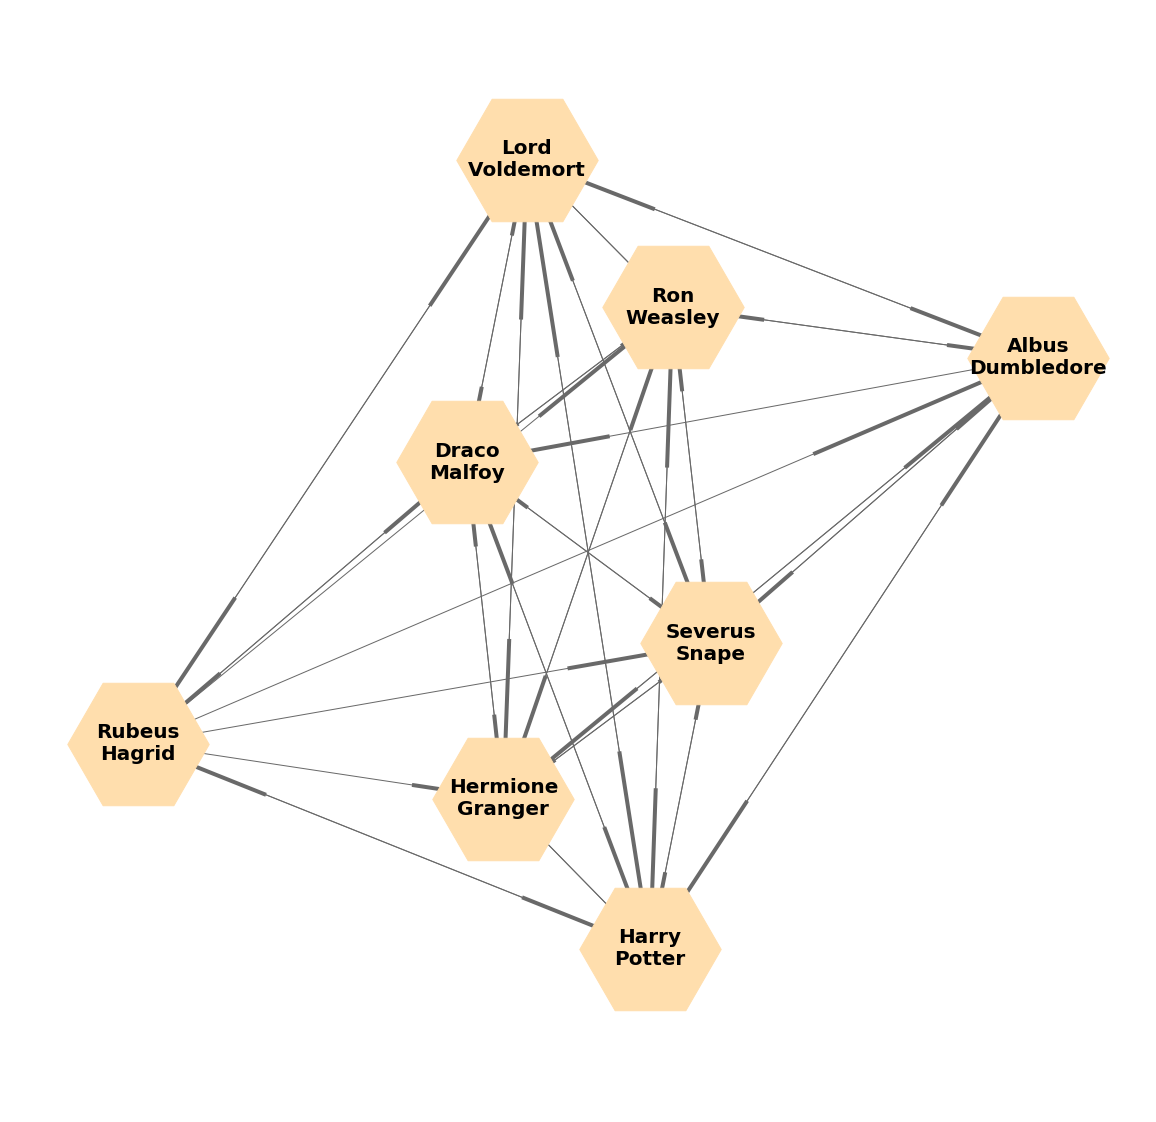 Lord
Voldemort
Ron
Weasley
Albus
Dumbledore
Draco
Malfoy
Severus
Snape
Rubeus
Hagrid
Hermione
Granger
Harry
Potter